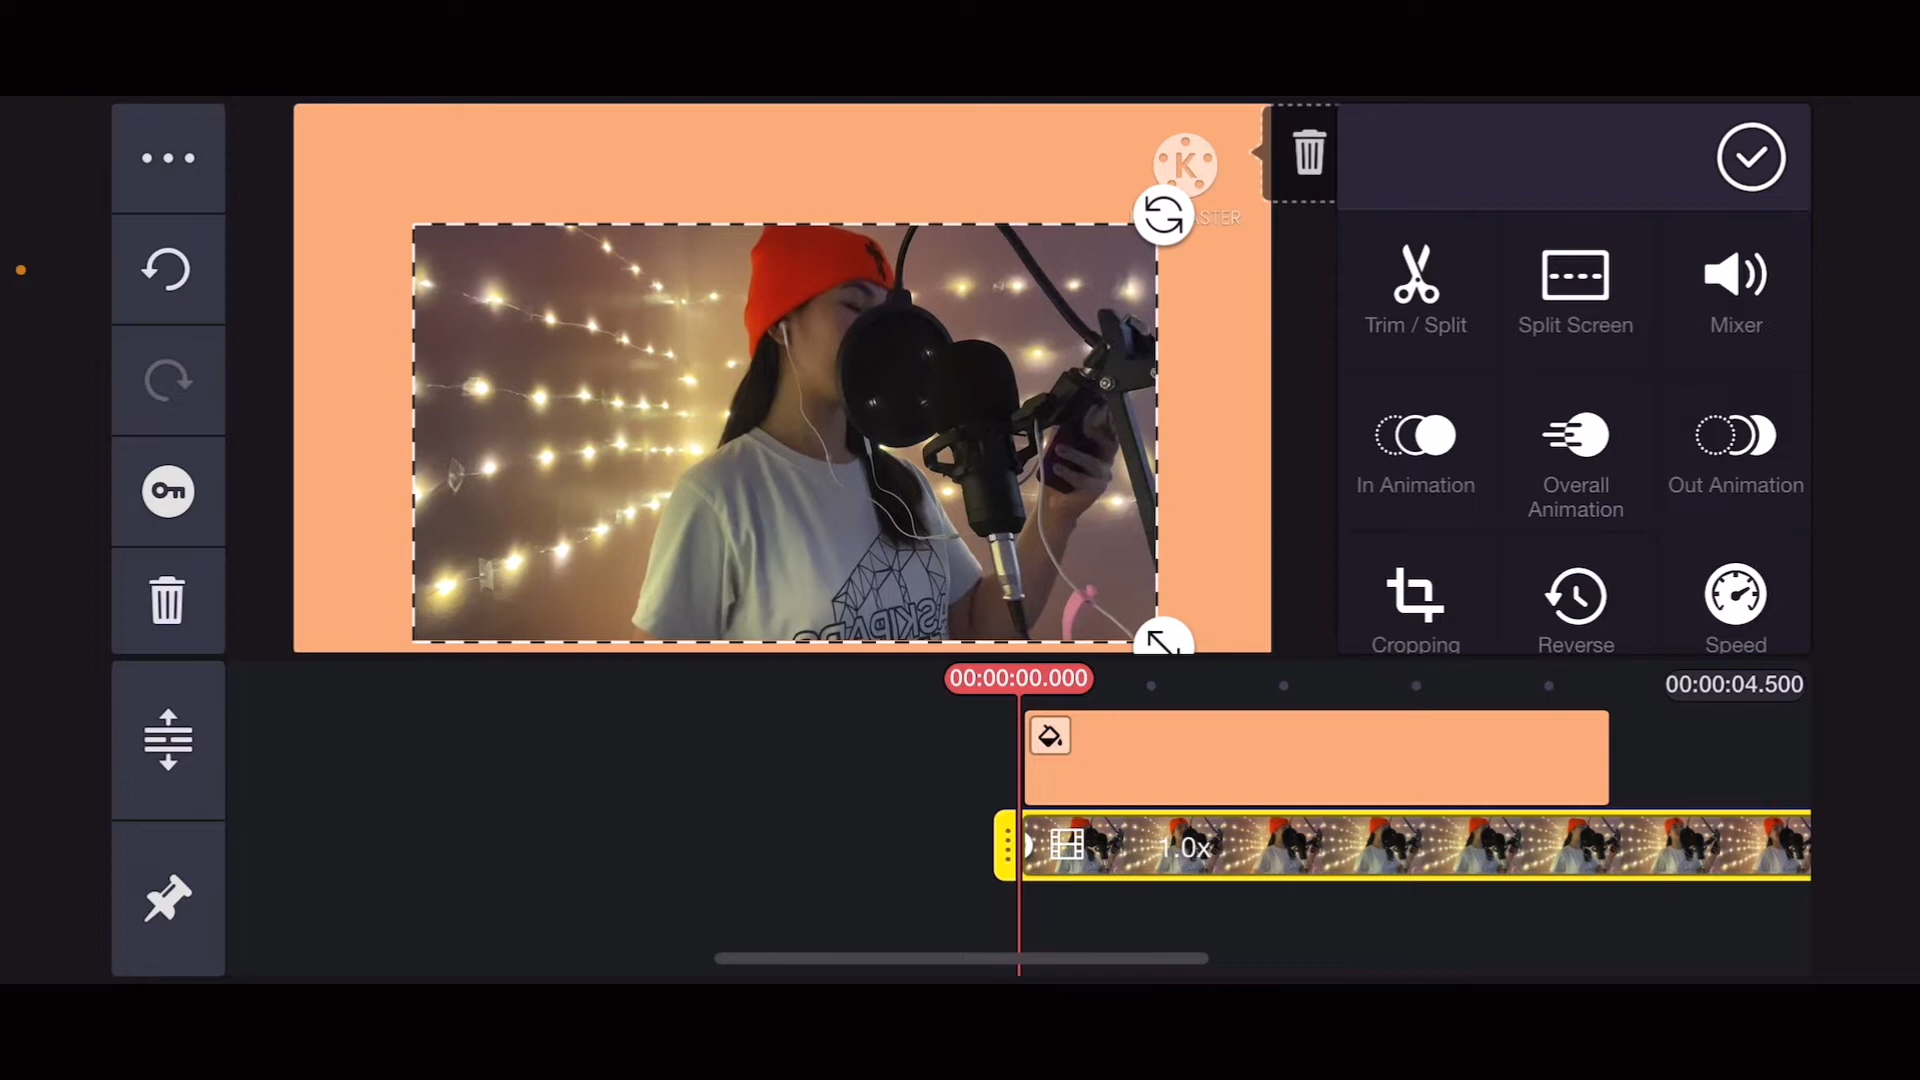 K
ASTER
Trim / Split
Split Screen
Mixer
In Animation
Overall
Animation
Out Animation
Cropping
Reverse
Speed
00:00:00.000
00:00:04.500
1.0x